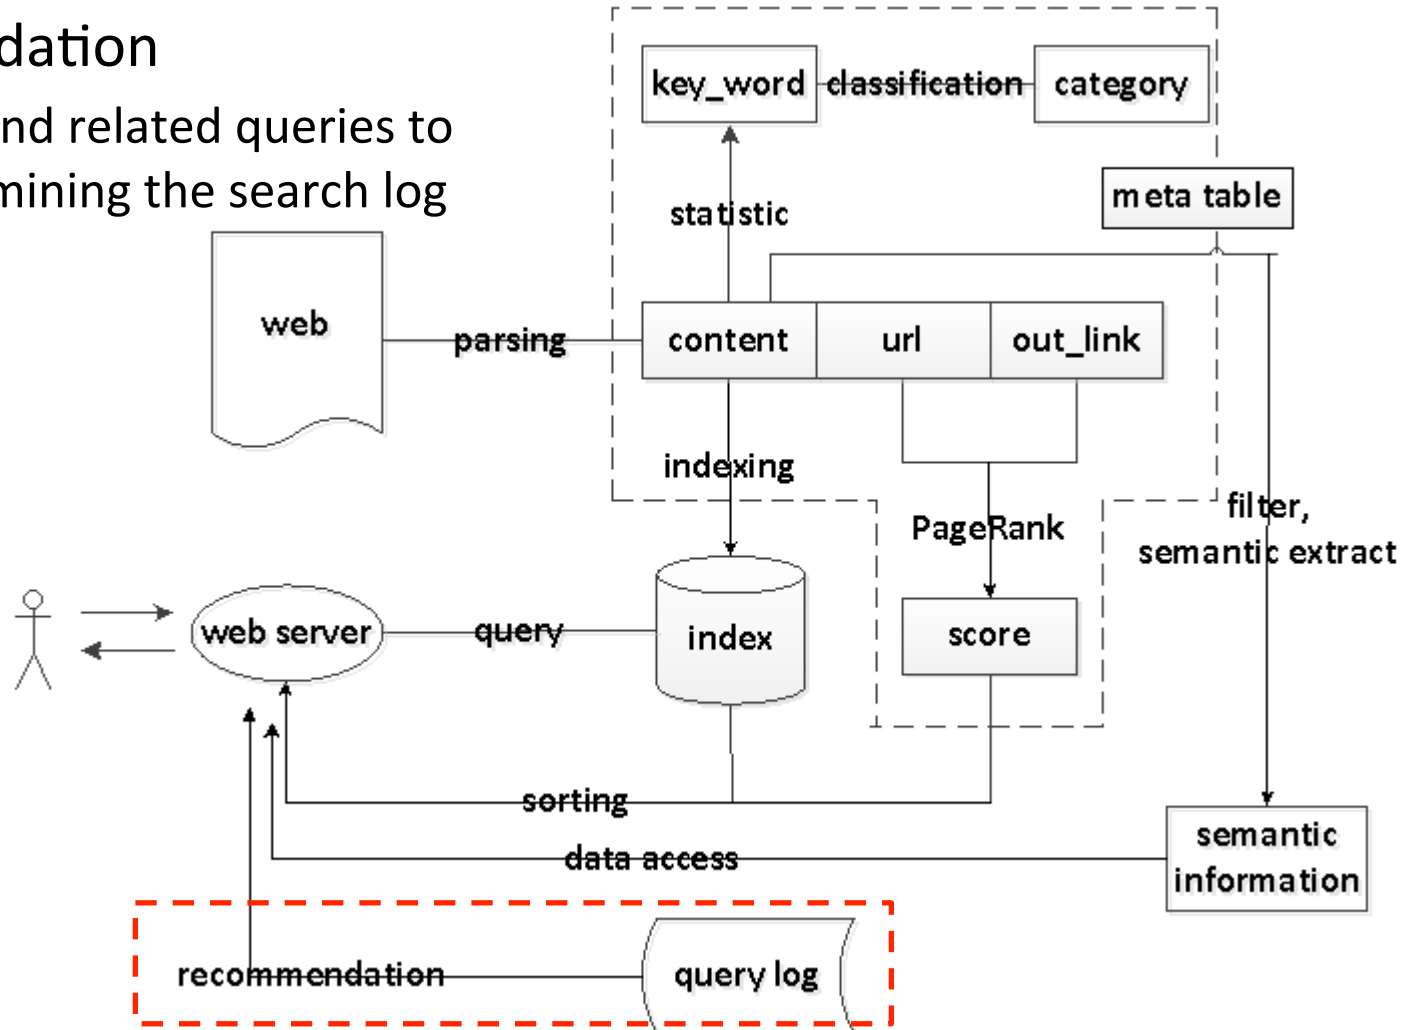 dation
nd related queries to
mining the search log
key_word
classification
category
meta table
statistic
web
parsing
content
url
out_link
indexing
PageRank
filter,
semantic extract
web server
query
index
score
sorting
data access
semantic
information
recommendation
query log